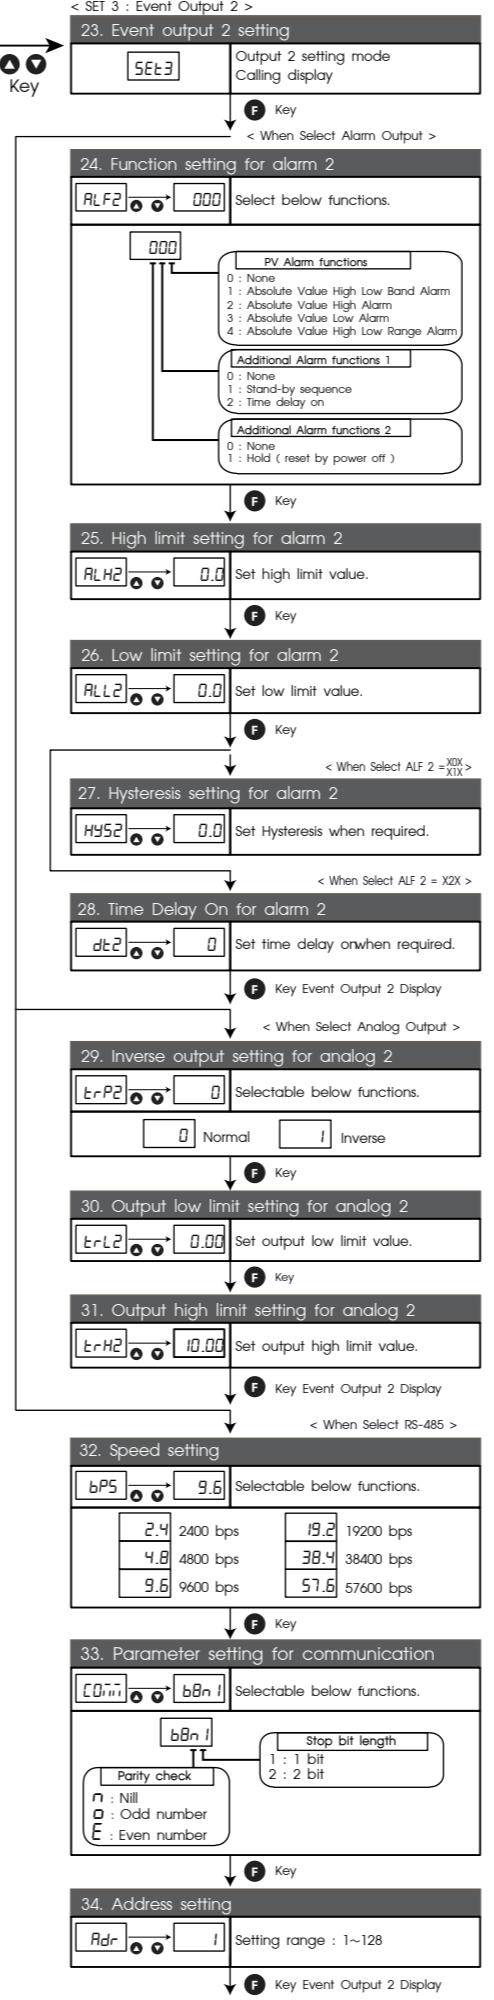 < SET 3 : Event Output 2 >
23. Event output 2 setting
SEt3
Output 2 setting mode
Calling display
Key
F Key
< When Select Alarm Output >
24. Function setting for alarm 2
ALF2 000 Select below functions.
000
PV Alarm functions
0 : None
1 : Absolute Value High Low Band Alarm
2 : Absolute Value High Alarm
3 : Absolute Value Low Alarm
4 : Absolute Value High Low Range Alarm
Additional Alarm functions 1
0 : None
1 : Stand-by sequence
2 : Time delay on
Additional Alarm functions 2
0 : None
1 : Hold ( reset by power off )
F Key
25. High limit setting for alarm 2
ALH2 0.0 Set high limit value.
F Key
26. Low limit setting for alarm 2
ALL2 0.0 Set low limit value.
F Key
< When Select ALF 2 = X0X X1X >
27. Hysteresis setting for alarm 2
HYS2 0.0 Set Hysteresis when required.
< When Select ALF 2 = X2X >
28. Time Delay On for alarm 2
dt2 0 Set time delay onwhen required.
F Key Event Output 2 Display
< When Select Analog Output >
29. Inverse output setting for analog 2
trP2 0 Selectable below functions.
0 Normal 1 Inverse
F Key
30. Output low limit setting for analog 2
trL2 0.00 Set output low limit value.
F Key
31. Output high limit setting for analog 2
trH2 10.00 Set output high limit value.
F Key Event Output 2 Display
< When Select RS-485 >
32. Speed setting
bPS 9.6 Selectable below functions.
2.4 2400 bps 19.2 19200 bps
4.8 4800 bps 38.4 38400 bps
9.6 9600 bps 57.6 57600 bps
F Key
33. Parameter setting for communication
COm b8n1 Selectable below functions.
b8n1
Stop bit length
1 : 1 bit
2 : 2 bit
Parity check
n : Nill
o : Odd number
E : Even number
F Key
34. Address setting
Adr 1 Setting range : 1~128
F Key Event Output 2 Display